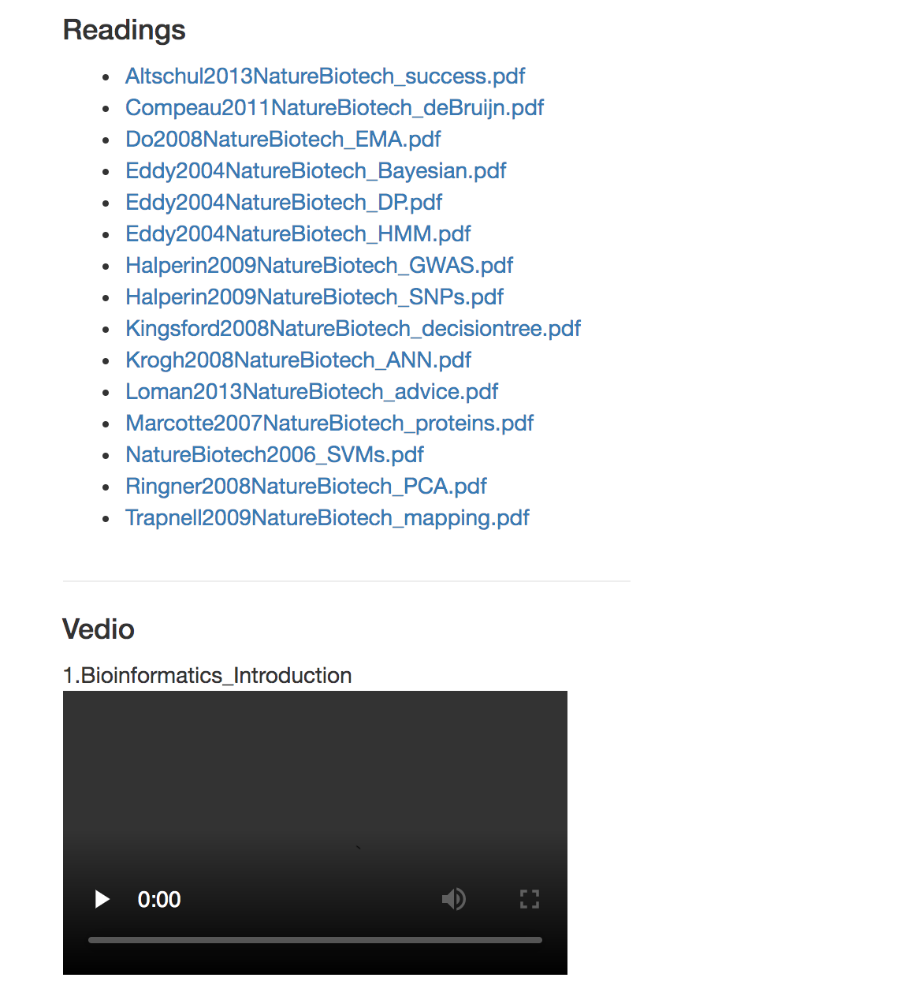 Readings
Altschul2013NatureBiotech_success.pdf
Compeau2011NatureBiotech_deBruijn.pdf
Do2008NatureBiotech_EMA.pdf
Eddy2004NatureBiotech_Bayesian.pdf
Eddy2004NatureBiotech_DP.pdf
Eddy2004NatureBiotech_HMM.pdf
Halperin2009NatureBiotech_GWAS.pdf
Halperin2009NatureBiotech_SNPs.pdf
Kingsford2008NatureBiotech_decisiontree.pdf
Krogh2008NatureBiotech_ANN.pdf
Loman2013NatureBiotech_advice.pdf
Marcotte2007NatureBiotech_proteins.pdf
NatureBiotech2006_SVMs.pdf
Ringner2008NatureBiotech_PCA.pdf
Trapnell2009NatureBiotech_mapping.pdf
Vedio
1.Bioinformatics_Introduction
0:00